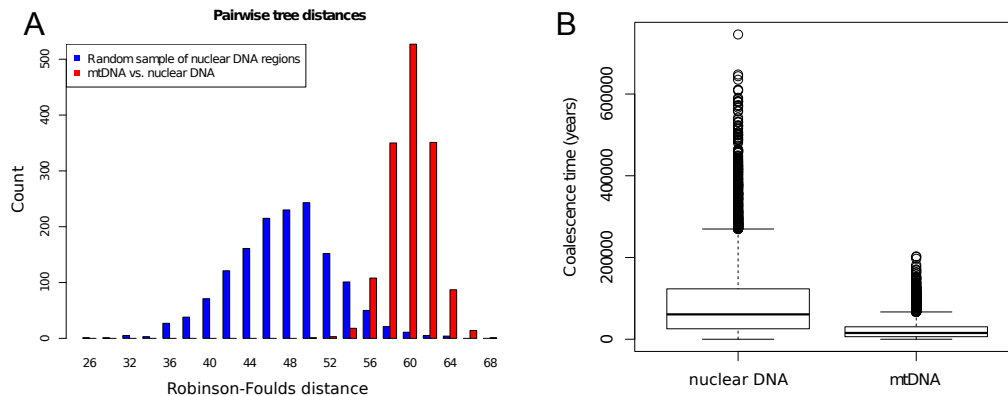 A
Pairwise tree distances
Random sample of nuclear DNA regions
mtDNA vs. nuclear DNA
Count
0
100
200
300
400
500
26 32 36 40 44 48 52 56 60 64 68
Robinson-Foulds distance
B
Coalescence time (years)
0
200000
400000
600000
nuclear DNA
mtDNA